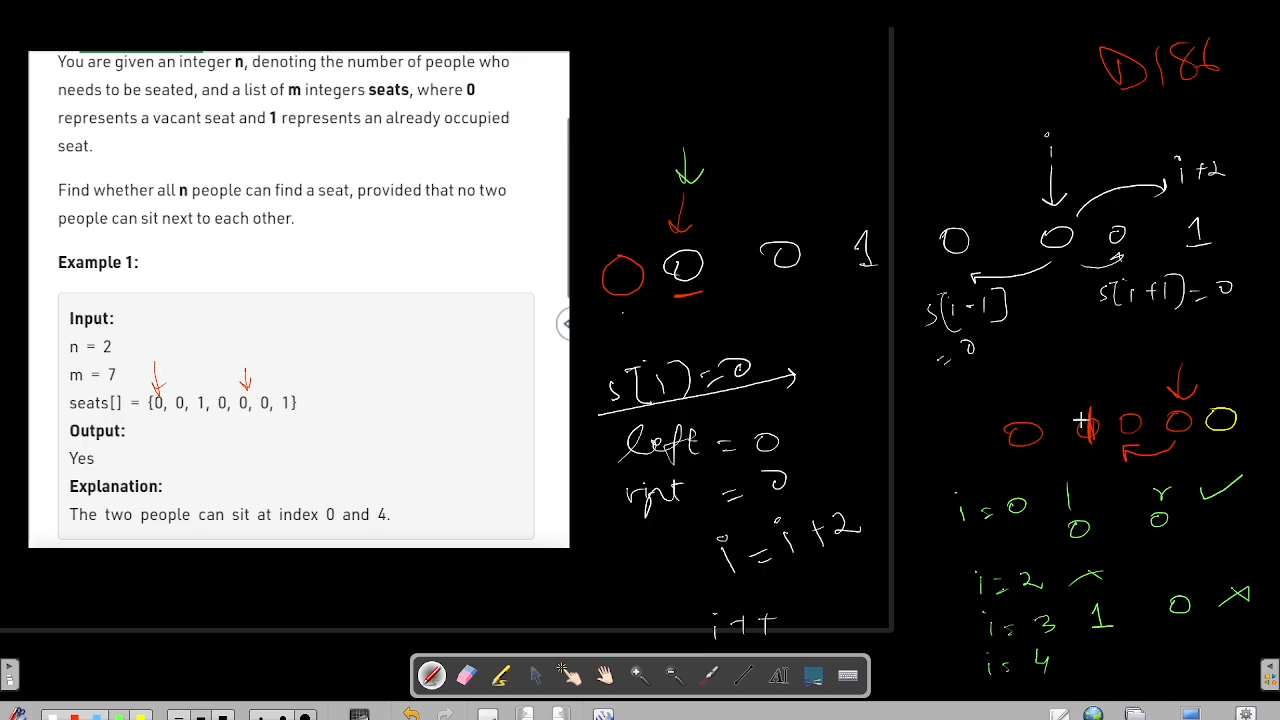 You are given an integer n, denoting the number of people who
needs to be seated, and a list of m integers seats, where 0
represents a vacant seat and 1 represents an already occupied
seat.
Find whether all n people can find a seat, provided that no two
people can sit next to each other.
Example 1:
Input:
n = 2
m = 7
seats[] = {0, 0, 1, 0, 0, 0, 1}
Output:
Yes
Explanation:
The two people can sit at index 0 and 4.
0 0 0 1
s[i] = 0
left = 0
right = 0
i = i+2
i++
D186
i
i+2
0 0 0 1
s[i-1]
= 0
s[i+1] = 0
0 0 0 0
i = 0 l r
0 0
i = 2
i = 3 1 0
i = 4
AI